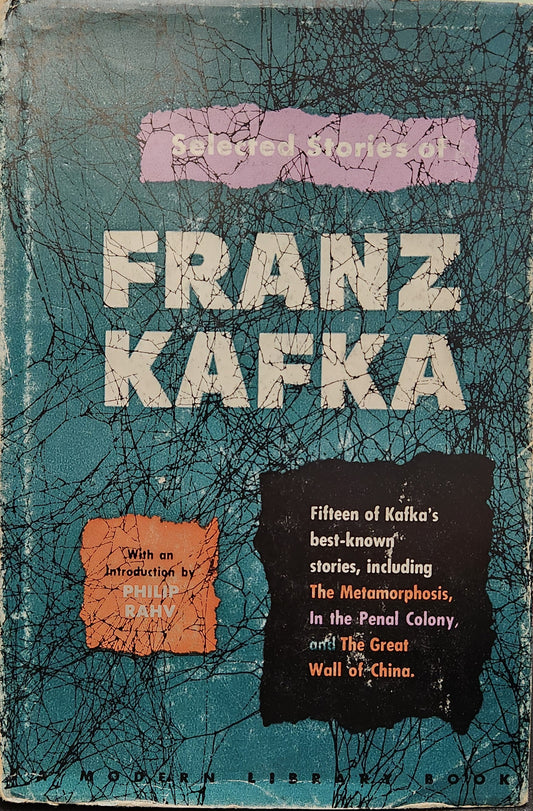 Selected Stories of
FRANZ
KAFKA
Fifteen of Kafka's
best-known
stories, including
The Metamorphosis,
In the Penal Colony,
and The Great
Wall of China.
With an
Introduction by
PHILIP
RAHV
A MODERN LIBRARY BOOK